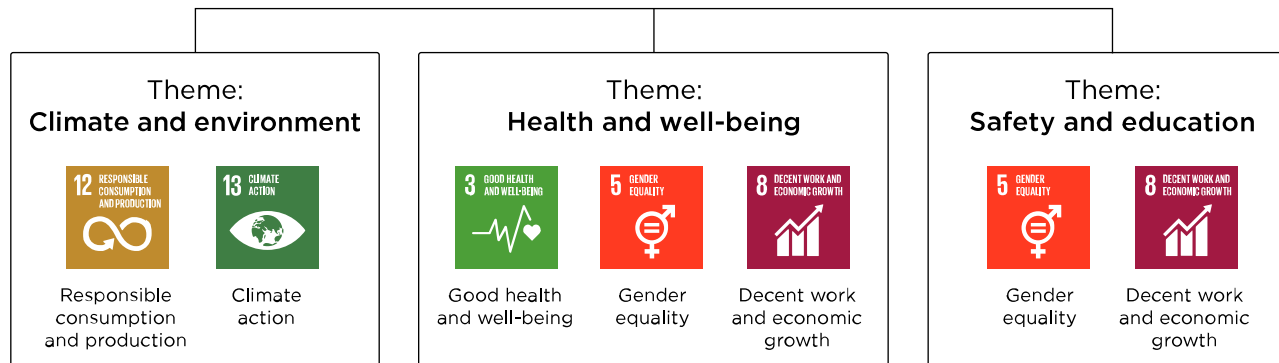 Theme:
Climate and environment
12 RESPONSIBLE
CONSUMPTION
AND PRODUCTION
13 CLIMATE
ACTION
Responsible
consumption
and production
Climate
action
Theme:
Health and well-being
3 GOOD HEALTH
AND WELL-BEING
5 GENDER
EQUALITY
8 DECENT WORK AND
ECONOMIC GROWTH
Good health
and well-being
Gender
equality
Decent work
and economic
growth
Theme:
Safety and education
5 GENDER
EQUALITY
8 DECENT WORK AND
ECONOMIC GROWTH
Gender
equality
Decent work
and economic
growth